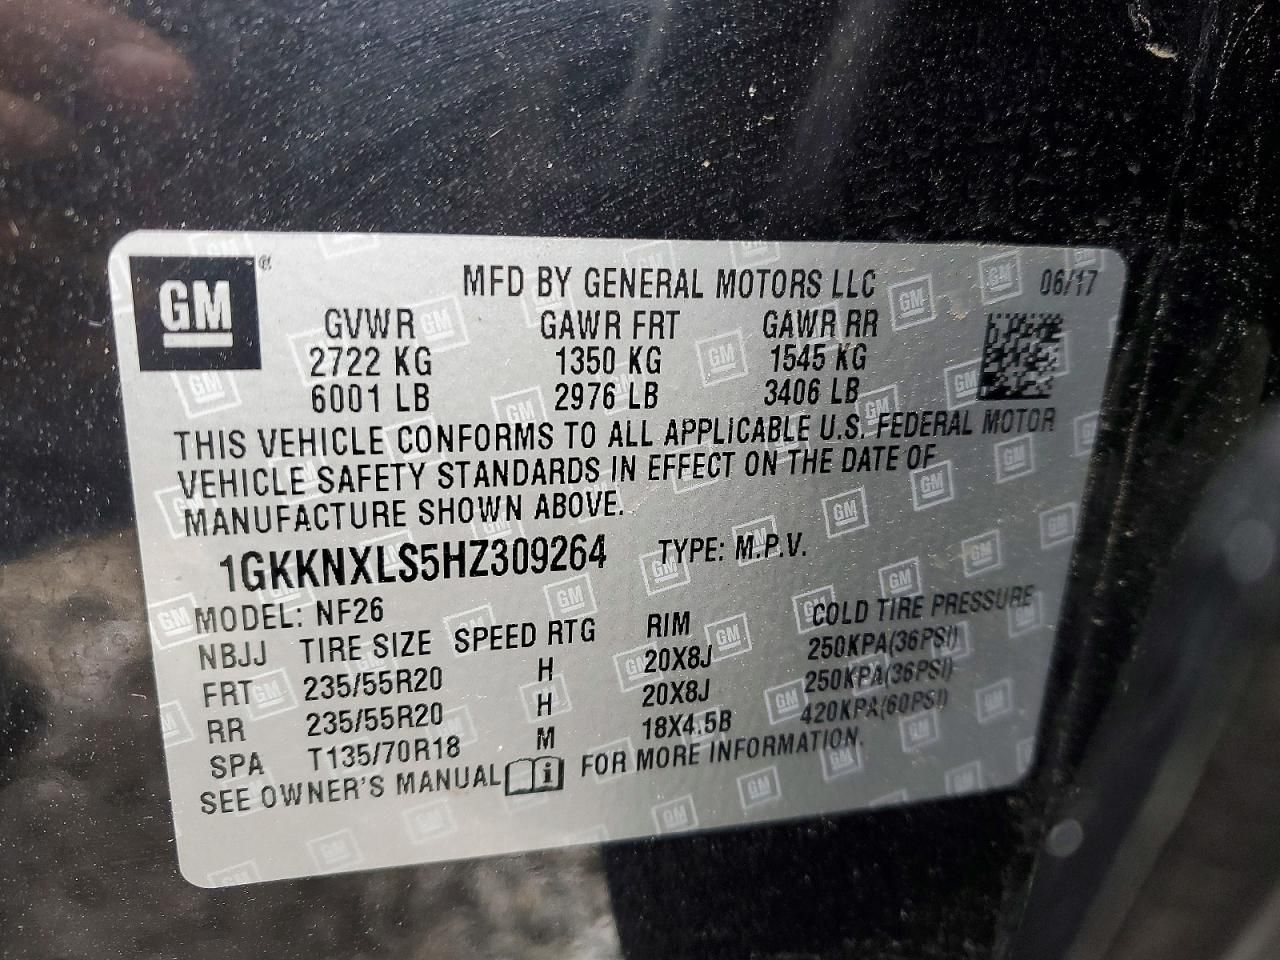 GM ®
MFD BY GENERAL MOTORS LLC 06/17
GVWR GAWR FRT GAWR RR
2722 KG 1350 KG 1545 KG
6001 LB 2976 LB 3406 LB
THIS VEHICLE CONFORMS TO ALL APPLICABLE U.S. FEDERAL MOTOR
VEHICLE SAFETY STANDARDS IN EFFECT ON THE DATE OF
MANUFACTURE SHOWN ABOVE.
1GKKNXLS5HZ309264 TYPE: M.P.V.
MODEL: NF26
NBJJ TIRE SIZE SPEED RTG RIM COLD TIRE PRESSURE
FRT 235/55R20 H 20X8J 250KPA(36PSI)
RR 235/55R20 H 20X8J 250KPA(36PSI)
SPA T135/70R18 M 18X4.5B 420KPA(60PSI)
SEE OWNER'S MANUAL FOR MORE INFORMATION.